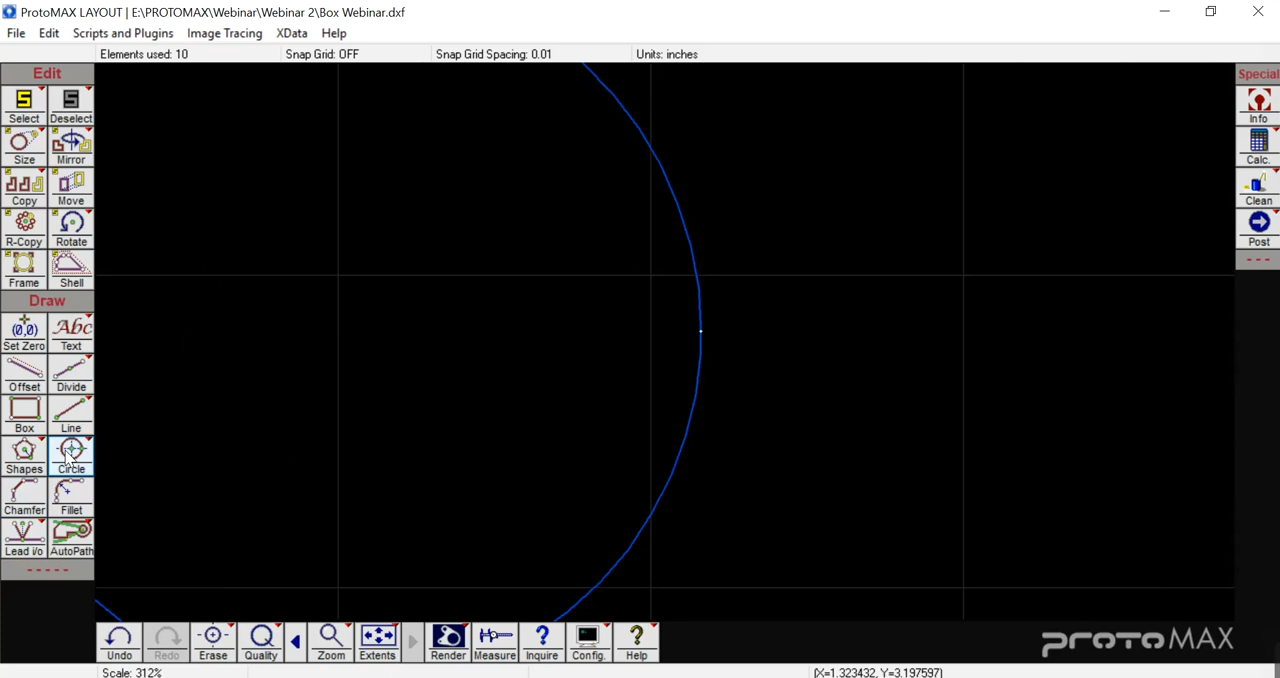 ProtoMAX LAYOUT | E:\PROTOMAX\Webinar\Webinar 2\Box Webinar.dxf
File Edit Scripts and Plugins Image Tracing XData Help
Elements used: 10 Snap Grid: OFF Snap Grid Spacing: 0.01 Units: inches
Edit
Special
Select Deselect
Info
Size Mirror
Calc.
Copy Move
Clean
R-Copy Rotate
Post
Frame Shell
Draw
(0,0) Abc
Set Zero Text
Offset Divide
Box Line
Shapes Circle
Chamfer Fillet
Lead i/o AutoPath
Undo Redo Erase Quality Zoom Extents Render Measure Inquire Config. Help
PROTOMAX
Scale: 312% (X=1.323432, Y=3.197597)